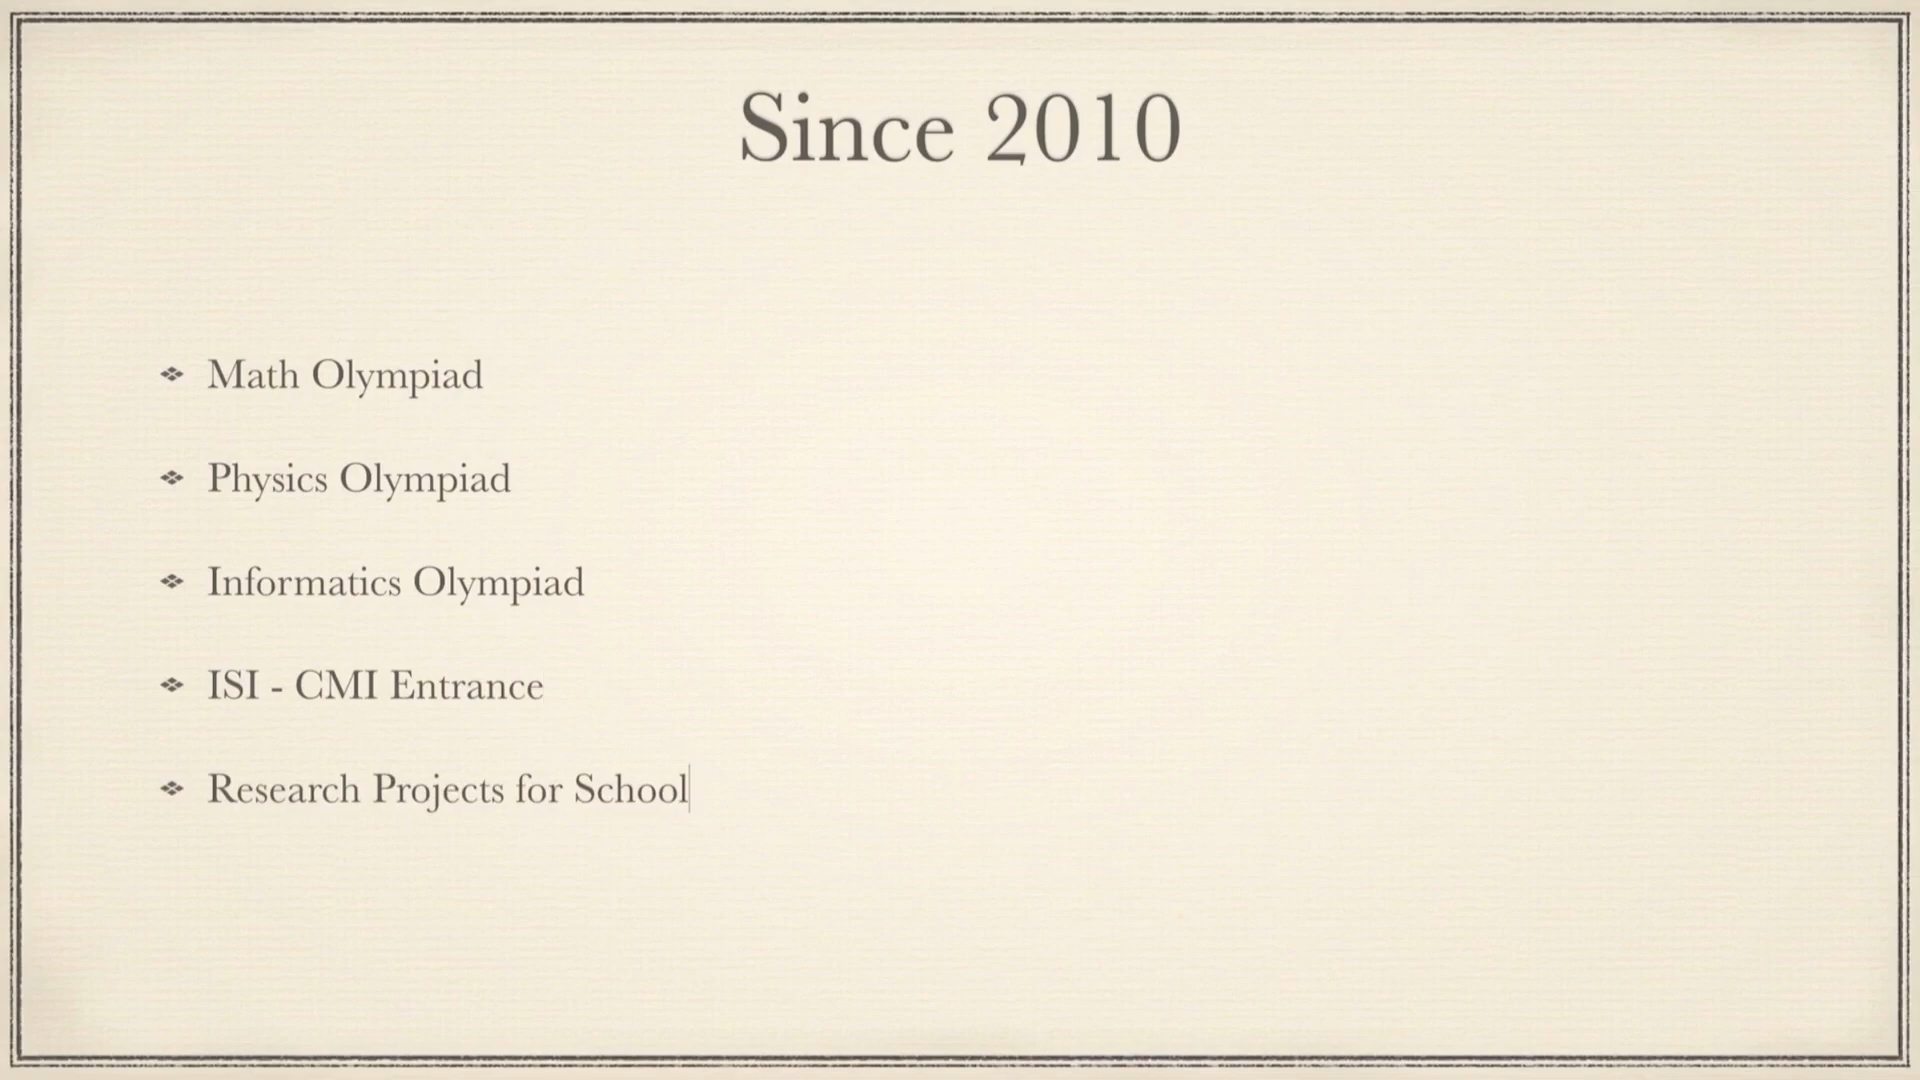 Since 2010
Math Olympiad
Physics Olympiad
Informatics Olympiad
ISI - CMI Entrance
Research Projects for School